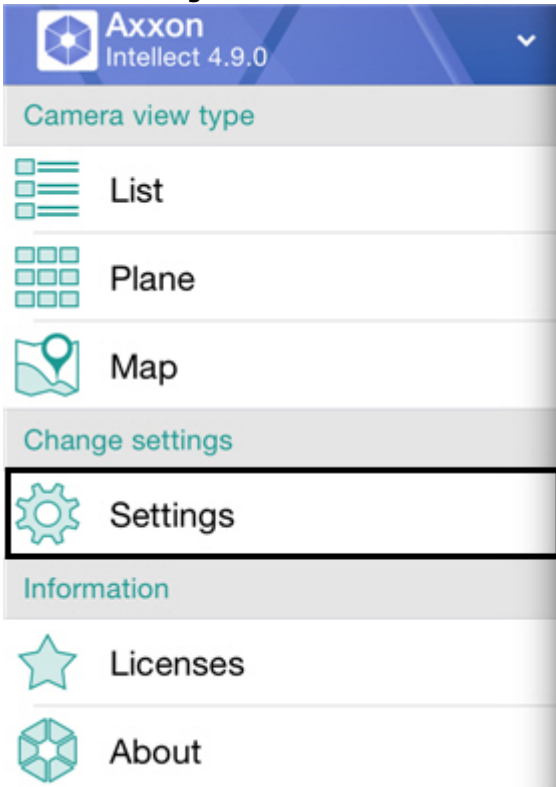 Axxon
Intellect 4.9.0
Camera view type
List
Plane
Map
Change settings
Settings
Information
Licenses
About